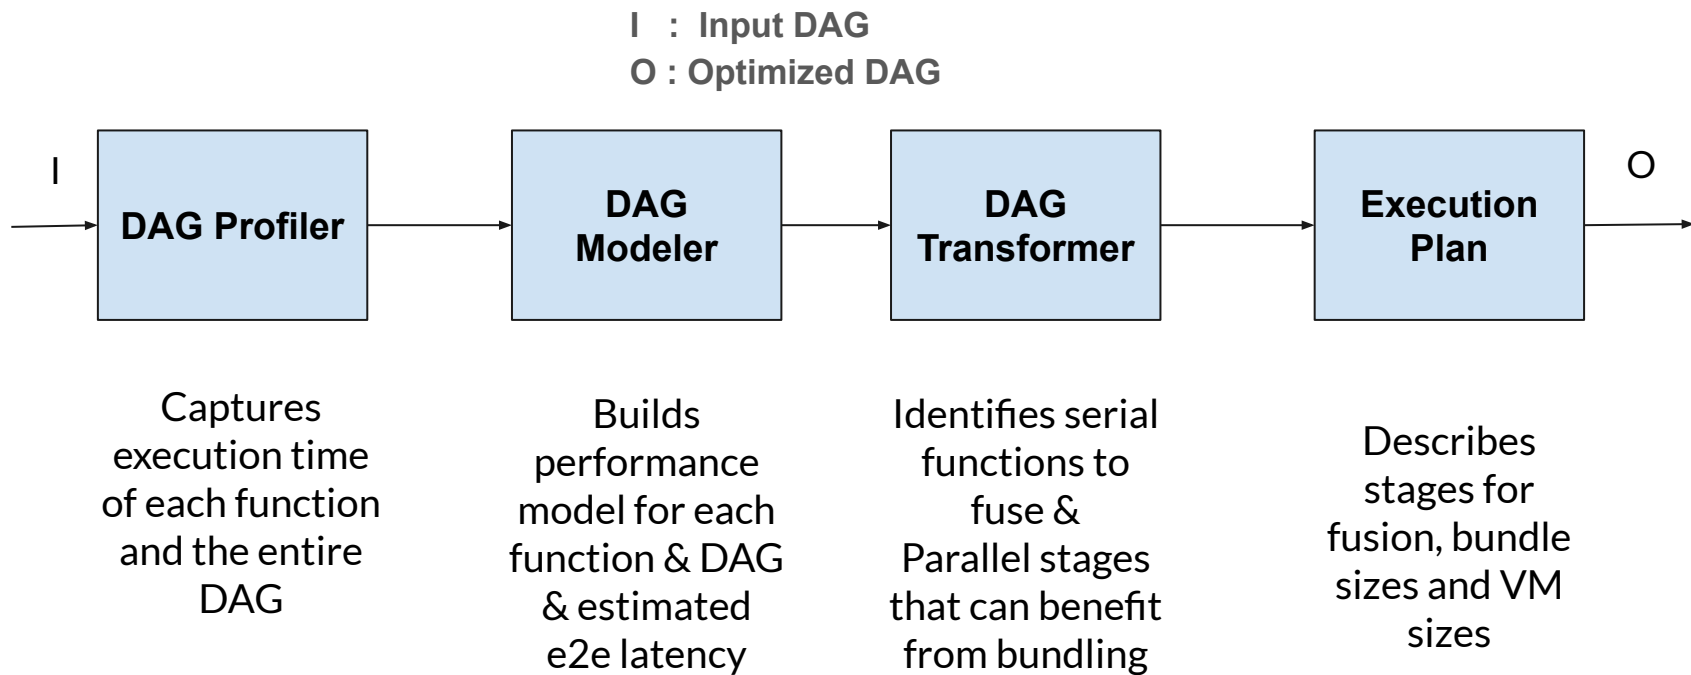 I : Input DAG
O : Optimized DAG
I
O
DAG Profiler
DAG
Modeler
DAG
Transformer
Execution
Plan
Captures
execution time
of each function
and the entire
DAG
Builds
performance
model for each
function & DAG
& estimated
e2e latency
Identifies serial
functions to
fuse &
Parallel stages
that can benefit
from bundling
Describes
stages for
fusion, bundle
sizes and VM
sizes